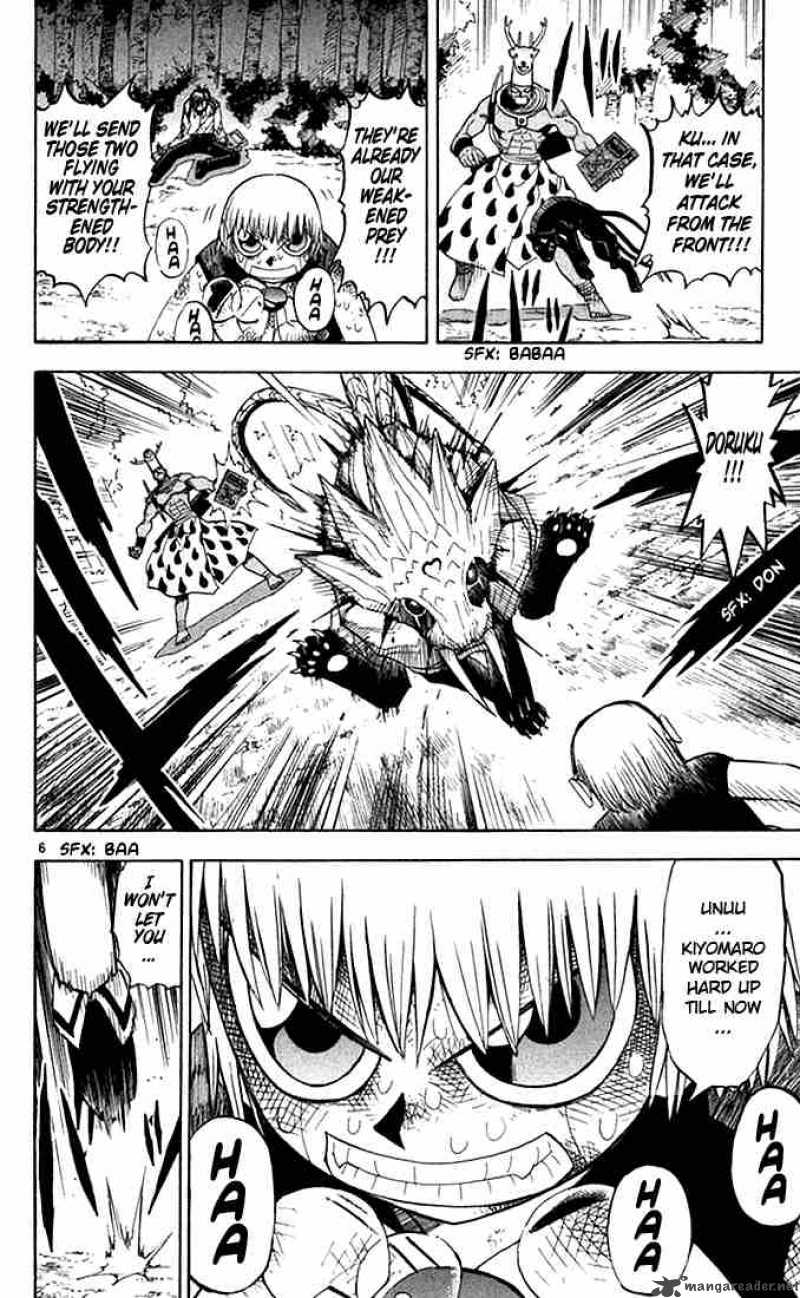 KU... IN
THAT CASE,
WE'LL
ATTACK
FROM THE
FRONT!!!
SFX: BABAA
THEY'RE
ALREADY
OUR
WEAK-
ENED
PREY
!!!
WE'LL SEND
THOSE TWO
FLYING
WITH YOUR
STRENGTH-
ENED
BODY!!
HAA
HAA
HAA
DORUKU
!!!
SFX: DON
6
SFX: BAA
UNUU
...
KIYOMARO
WORKED
HARD UP
TILL NOW
...
HAA
HAA
HAA
I
WON'T
LET
YOU
...
mangareader.net